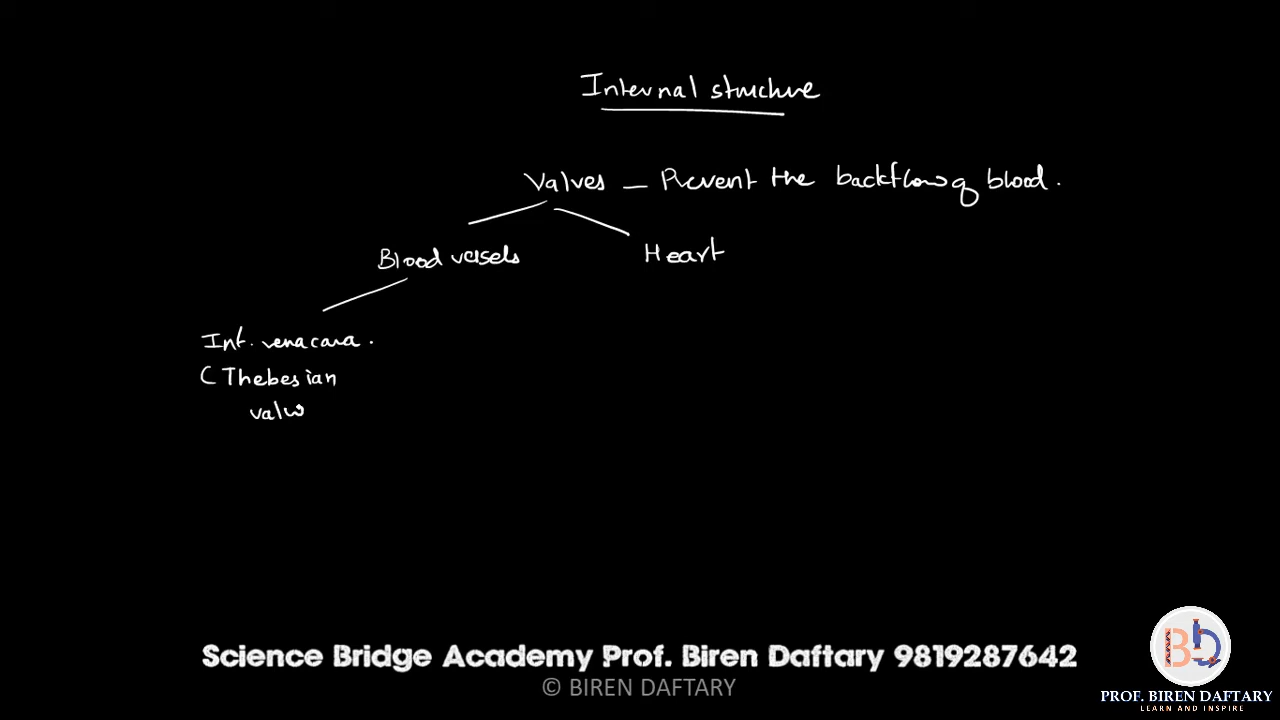 Internal structure
Valves — Prevent the backflow of blood.
Blood vessels
Heart
Inf. venacava.
( Thebesian
valve
Science Bridge Academy Prof. Biren Daftary 9819287642
© BIREN DAFTARY
PROF. BIREN DAFTARY
LEARN AND INSPIRE